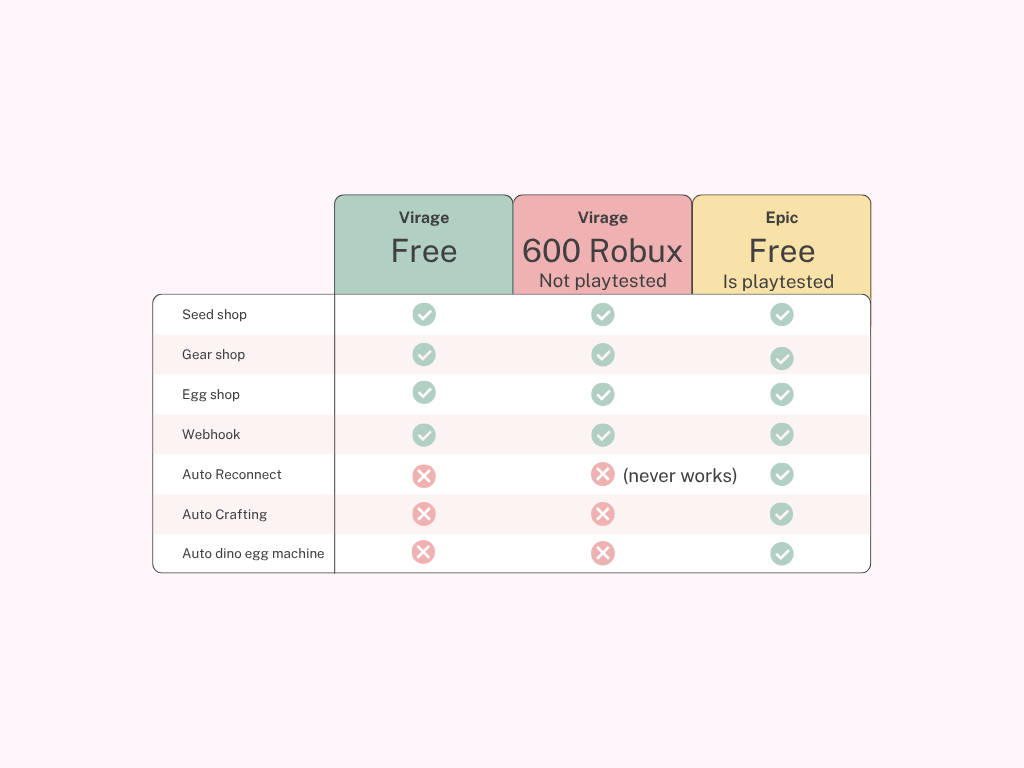 Virage
Free
Virage
600 Robux
Not playtested
Epic
Free
Is playtested
Seed shop
Gear shop
Egg shop
Webhook
Auto Reconnect
(never works)
Auto Crafting
Auto dino egg machine